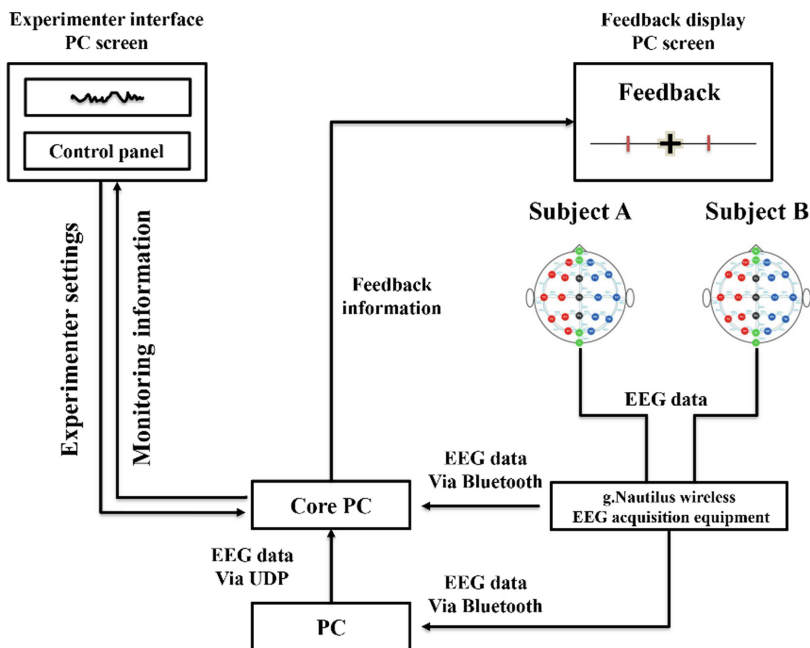 Experimenter interface
PC screen
Control panel
Feedback display
PC screen
Feedback
Subject A
Subject B
Experimenter settings
Monitoring information
Feedback
information
EEG data
EEG data
Via Bluetooth
Core PC
g.Nautilus wireless
EEG acquisition equipment
EEG data
Via UDP
EEG data
Via Bluetooth
PC